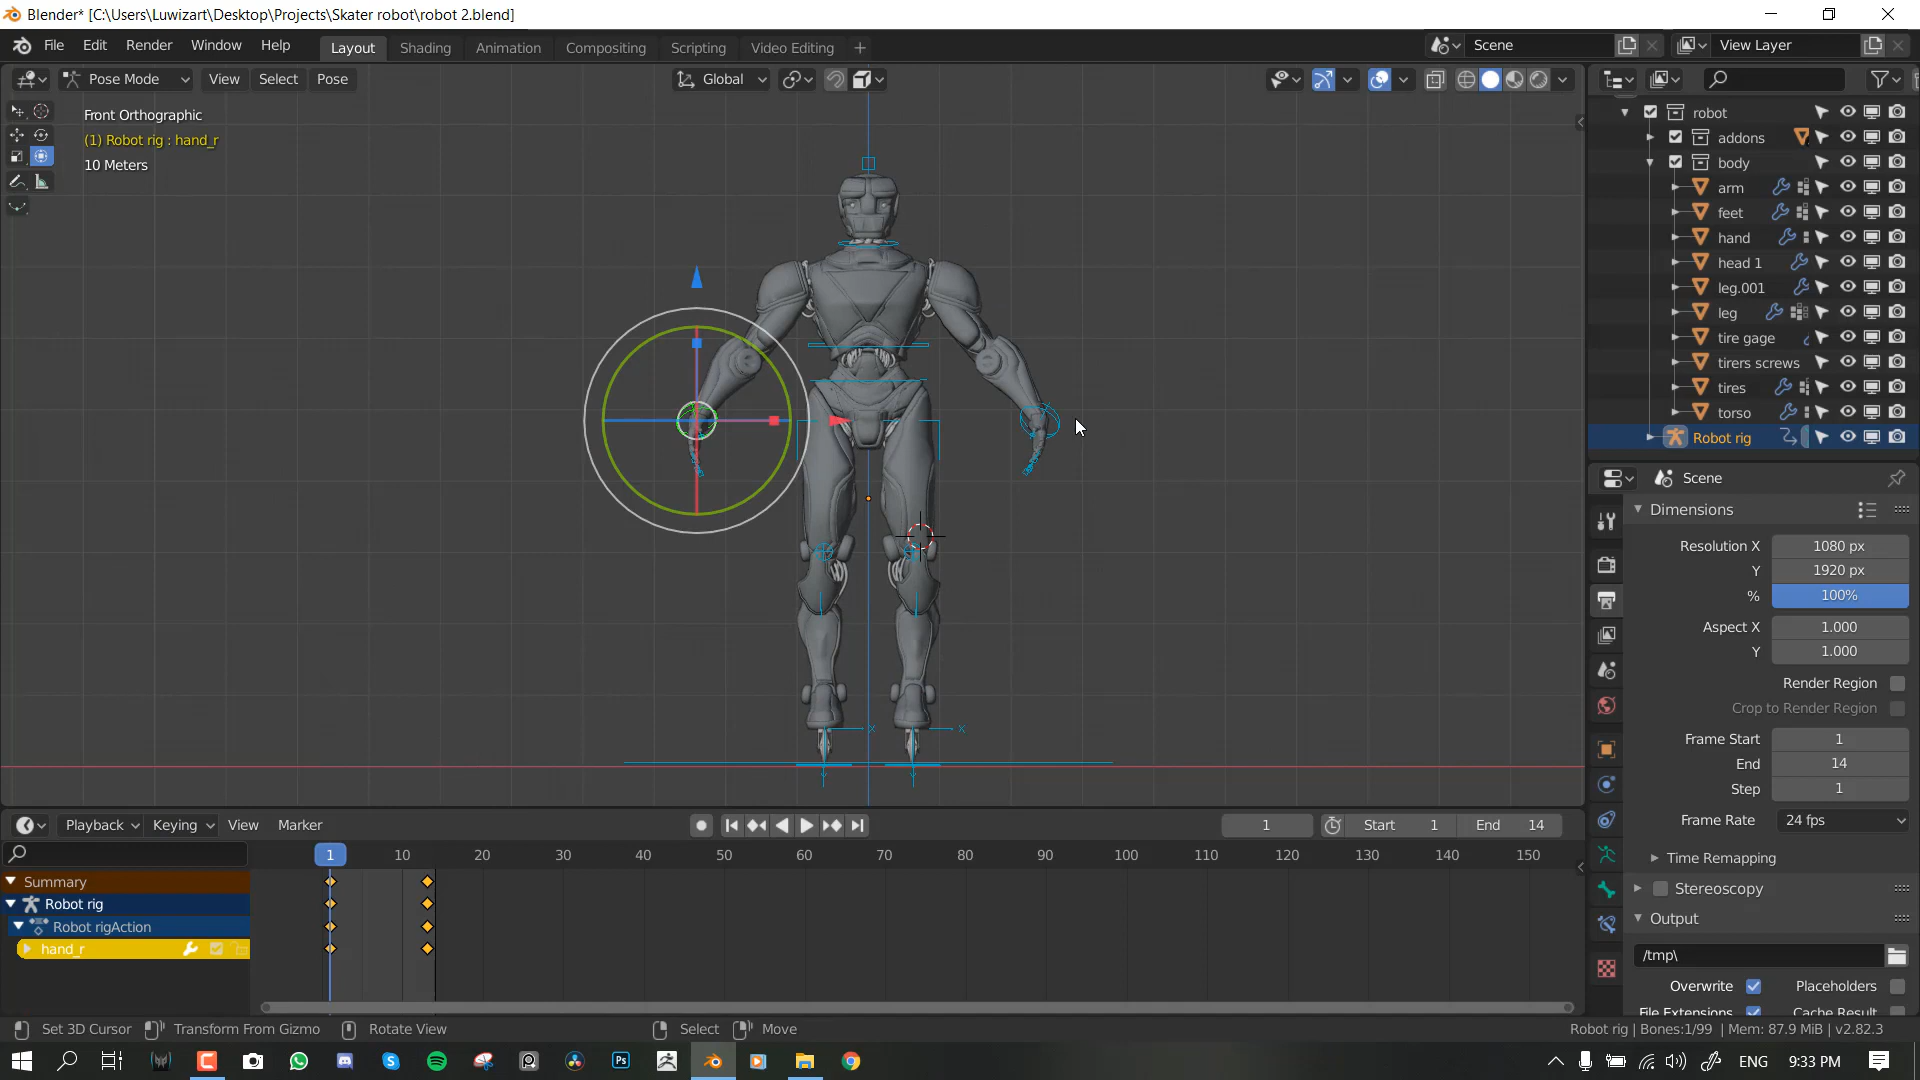 Blender* [C:\Users\Luwizart\Desktop\Projects\Skater robot\robot 2.blend]
File Edit Render Window Help Layout Shading Animation Compositing Scripting Video Editing + Scene View Layer
Pose Mode View Select Pose Global
Front Orthographic
(1) Robot rig : hand_r
10 Meters
robot
addons
body
arm
feet
hand
head 1
leg.001
leg
tire gage
tirers screws
tires
torso
Robot rig
Scene
Dimensions
Resolution X 1080 px
Y 1920 px
% 100%
Aspect X 1.000
Y 1.000
Render Region
Crop to Render Region
Frame Start 1
End 14
Step 1
Frame Rate 24 fps
Time Remapping
Stereoscopy
Output
/tmp\
Overwrite Placeholders
File Extensions Cache Result
X X
Y Y
Playback Keying View Marker 1 Start 1 End 14
1 10 20 30 40 50 60 70 80 90 100 110 120 130 140 150
Summary
Robot rig
Robot rigAction
hand_r
Set 3D Cursor Transform From Gizmo Rotate View Select Move Robot rig | Bones:1/99 | Mem: 87.9 MiB | v2.82.3
Ps ENG 9:33 PM